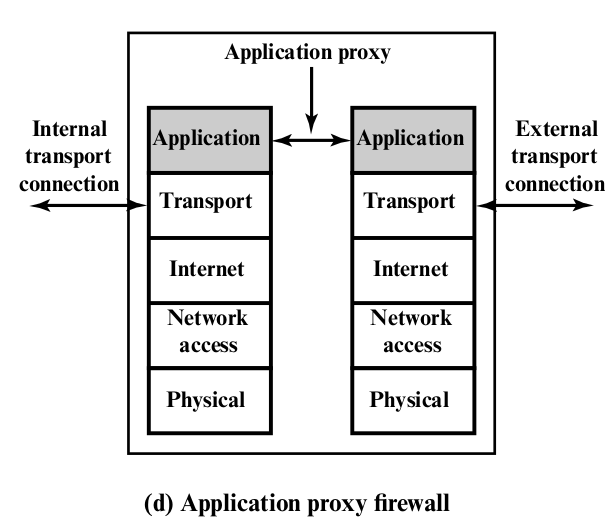 Application proxy
Internal
transport
connection
External
transport
connection
Application
Transport
Internet
Network
access
Physical
Application
Transport
Internet
Network
access
Physical
(d) Application proxy firewall